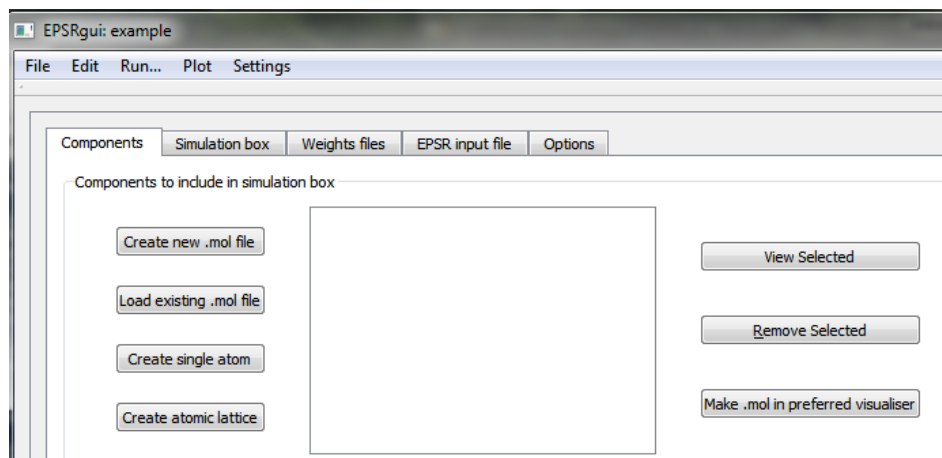 EPSRgui: example
File Edit Run... Plot Settings
Components Simulation box Weights files EPSR input file Options
Components to include in simulation box
Create new .mol file
View Selected
Load existing .mol file
Remove Selected
Create single atom
Make .mol in preferred visualiser
Create atomic lattice